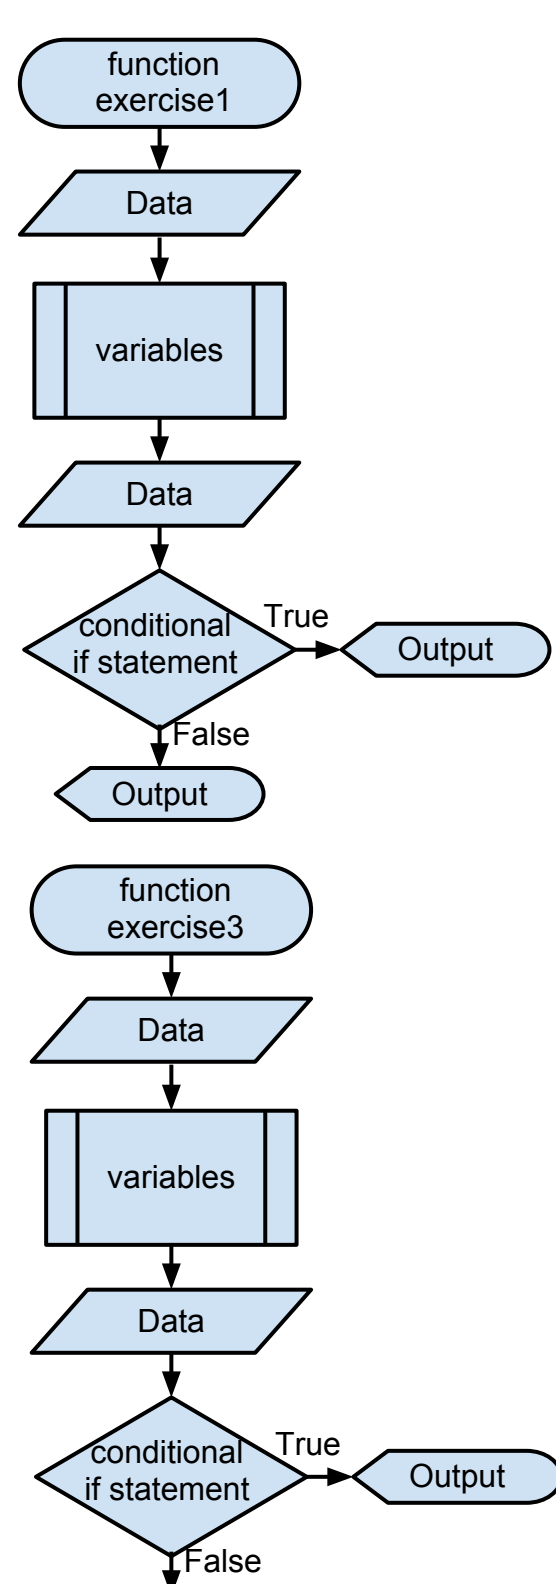 function
exercise1
Data
variables
Data
conditional
if statement
True
Output
False
Output
function
exercise3
Data
variables
Data
conditional
if statement
True
Output
False